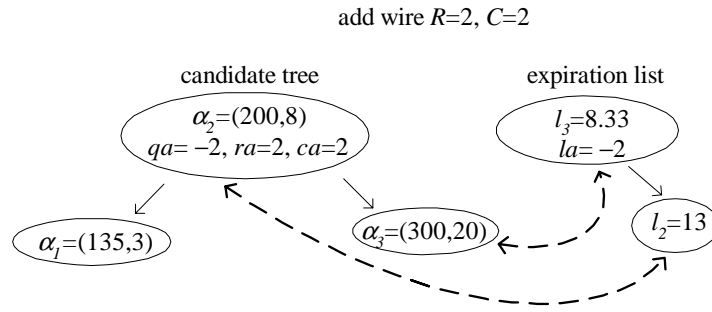 add wire R=2, C=2
candidate tree
expiration list
α₂=(200,8)
qa= −2, ra=2, ca=2
l₃=8.33
la= −2
α₁=(135,3)
α₃=(300,20)
l₂=13